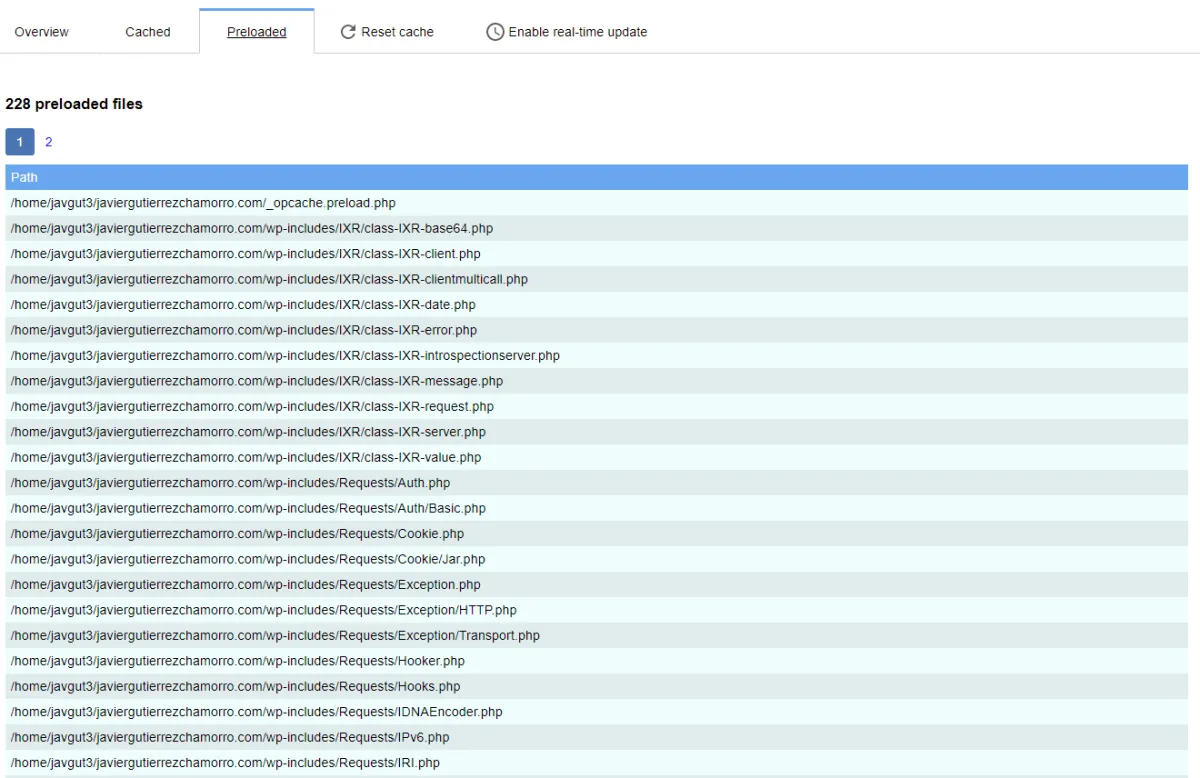 Overview Cached Preloaded Reset cache Enable real-time update
228 preloaded files
1 2
Path
/home/javgut3/javiergutierrezchamorro.com/_opcache.preload.php
/home/javgut3/javiergutierrezchamorro.com/wp-includes/IXR/class-IXR-base64.php
/home/javgut3/javiergutierrezchamorro.com/wp-includes/IXR/class-IXR-client.php
/home/javgut3/javiergutierrezchamorro.com/wp-includes/IXR/class-IXR-clientmulticall.php
/home/javgut3/javiergutierrezchamorro.com/wp-includes/IXR/class-IXR-date.php
/home/javgut3/javiergutierrezchamorro.com/wp-includes/IXR/class-IXR-error.php
/home/javgut3/javiergutierrezchamorro.com/wp-includes/IXR/class-IXR-introspectionserver.php
/home/javgut3/javiergutierrezchamorro.com/wp-includes/IXR/class-IXR-message.php
/home/javgut3/javiergutierrezchamorro.com/wp-includes/IXR/class-IXR-request.php
/home/javgut3/javiergutierrezchamorro.com/wp-includes/IXR/class-IXR-server.php
/home/javgut3/javiergutierrezchamorro.com/wp-includes/IXR/class-IXR-value.php
/home/javgut3/javiergutierrezchamorro.com/wp-includes/Requests/Auth.php
/home/javgut3/javiergutierrezchamorro.com/wp-includes/Requests/Auth/Basic.php
/home/javgut3/javiergutierrezchamorro.com/wp-includes/Requests/Cookie.php
/home/javgut3/javiergutierrezchamorro.com/wp-includes/Requests/Cookie/Jar.php
/home/javgut3/javiergutierrezchamorro.com/wp-includes/Requests/Exception.php
/home/javgut3/javiergutierrezchamorro.com/wp-includes/Requests/Exception/HTTP.php
/home/javgut3/javiergutierrezchamorro.com/wp-includes/Requests/Exception/Transport.php
/home/javgut3/javiergutierrezchamorro.com/wp-includes/Requests/Hooker.php
/home/javgut3/javiergutierrezchamorro.com/wp-includes/Requests/Hooks.php
/home/javgut3/javiergutierrezchamorro.com/wp-includes/Requests/IDNAEncoder.php
/home/javgut3/javiergutierrezchamorro.com/wp-includes/Requests/IPv6.php
/home/javgut3/javiergutierrezchamorro.com/wp-includes/Requests/IRI.php